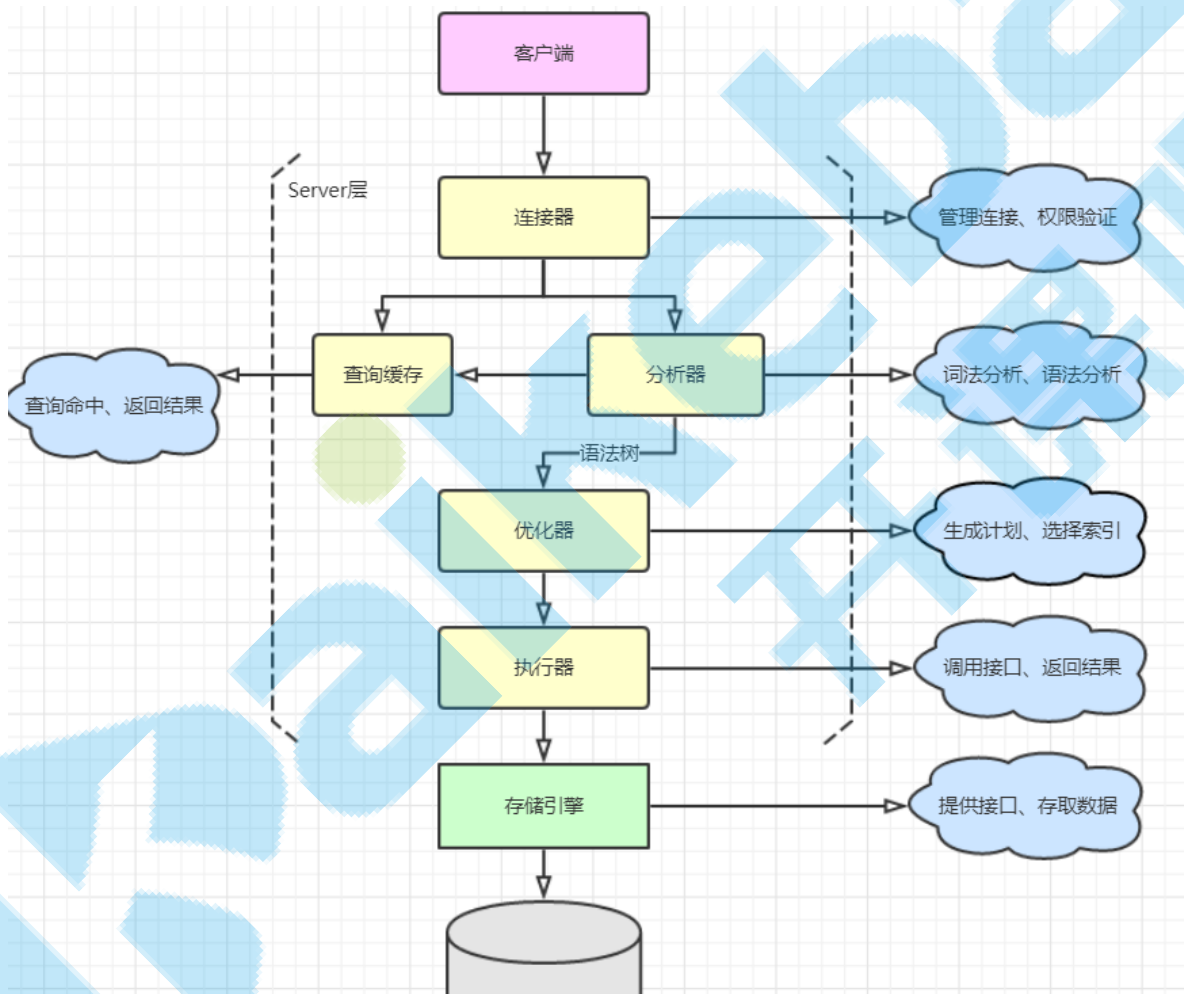 客户端
Server层
连接器
管理连接、权限验证
查询命中、返回结果
查询缓存
分析器
词法分析、语法分析
语法树
优化器
生成计划、选择索引
执行器
调用接口、返回结果
存储引擎
提供接口、存取数据